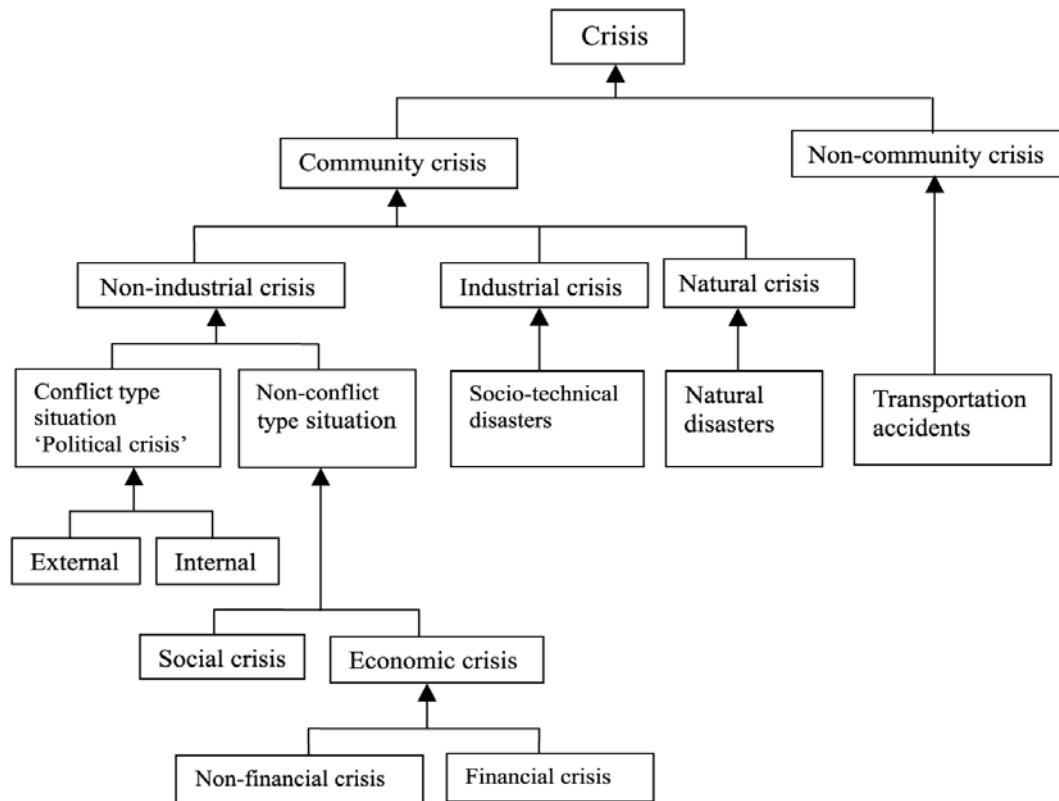 Crisis
Community crisis
Non-community crisis
Non-industrial crisis
Industrial crisis
Natural crisis
Conflict type
situation
‘Political crisis’
Non-conflict
type situation
Socio-technical
disasters
Natural
disasters
Transportation
accidents
External
Internal
Social crisis
Economic crisis
Non-financial crisis
Financial crisis